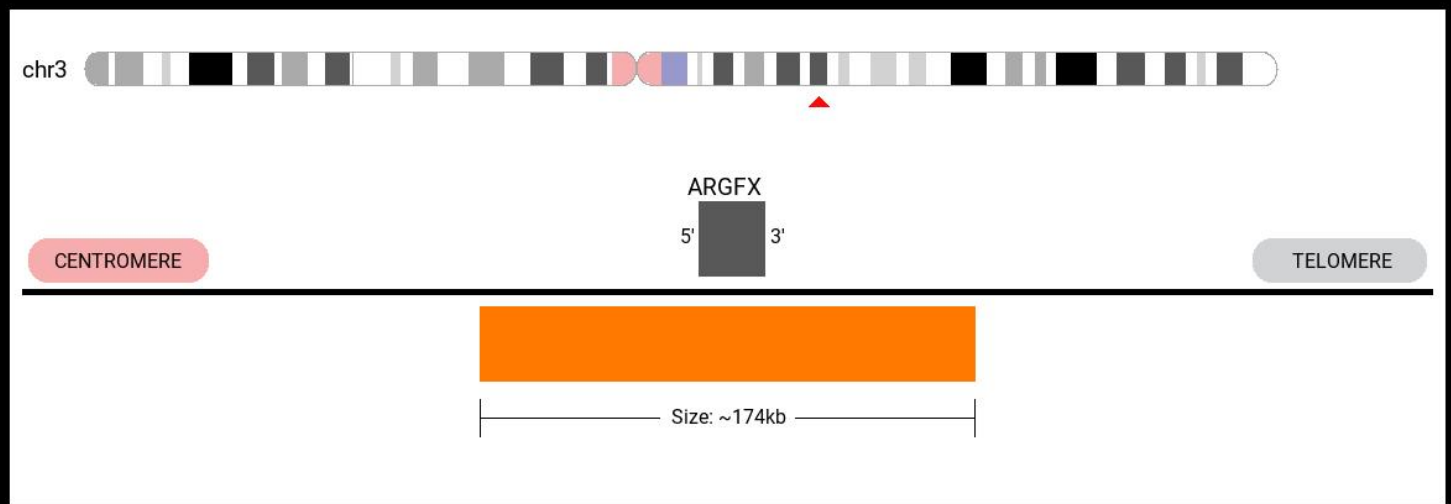 chr3
ARGFX
5' 3'
CENTROMERE
TELOMERE
Size: ~174kb